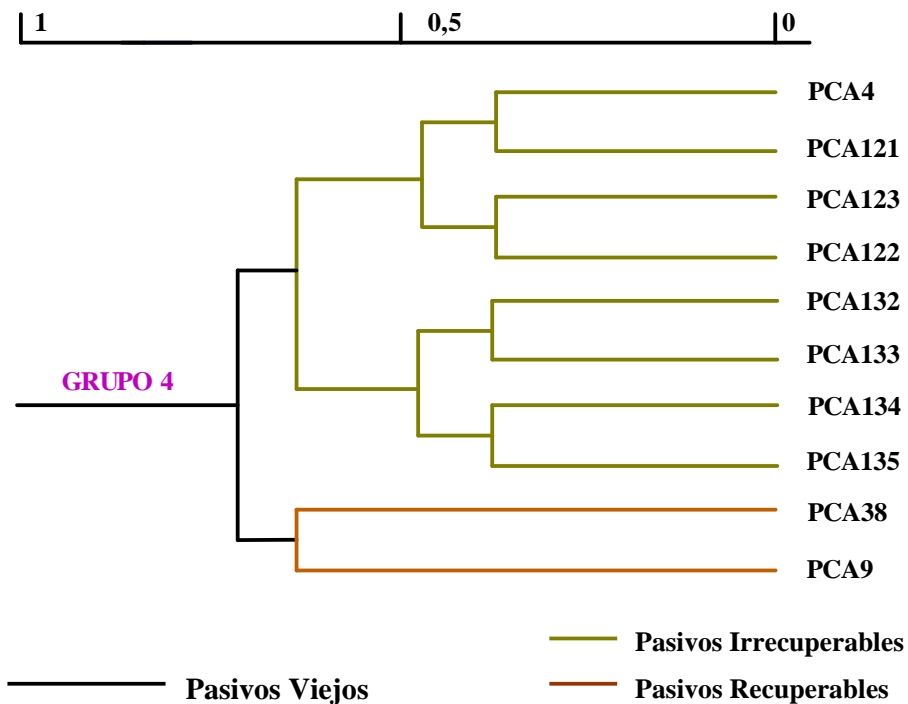 1 0,5 0
PCA4
PCA121
PCA123
PCA122
PCA132
PCA133
GRUPO 4
PCA134
PCA135
PCA38
PCA9
Pasivos Irrecuperables
Pasivos Viejos
Pasivos Recuperables